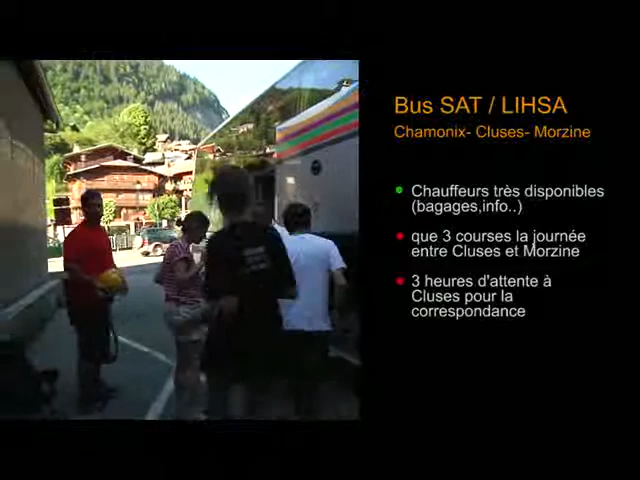 Bus SAT / LIHSA
Chamonix- Cluses- Morzine
Chauffeurs très disponibles
(bagages,info..)
que 3 courses la journée
entre Cluses et Morzine
3 heures d'attente à
Cluses pour la
correspondance